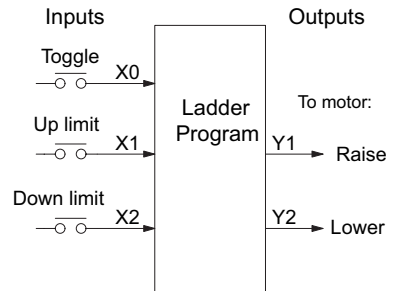 Inputs
Outputs
Toggle
X0
Up limit
X1
Down limit
X2
Ladder
Program
To motor:
Y1
Raise
Y2
Lower